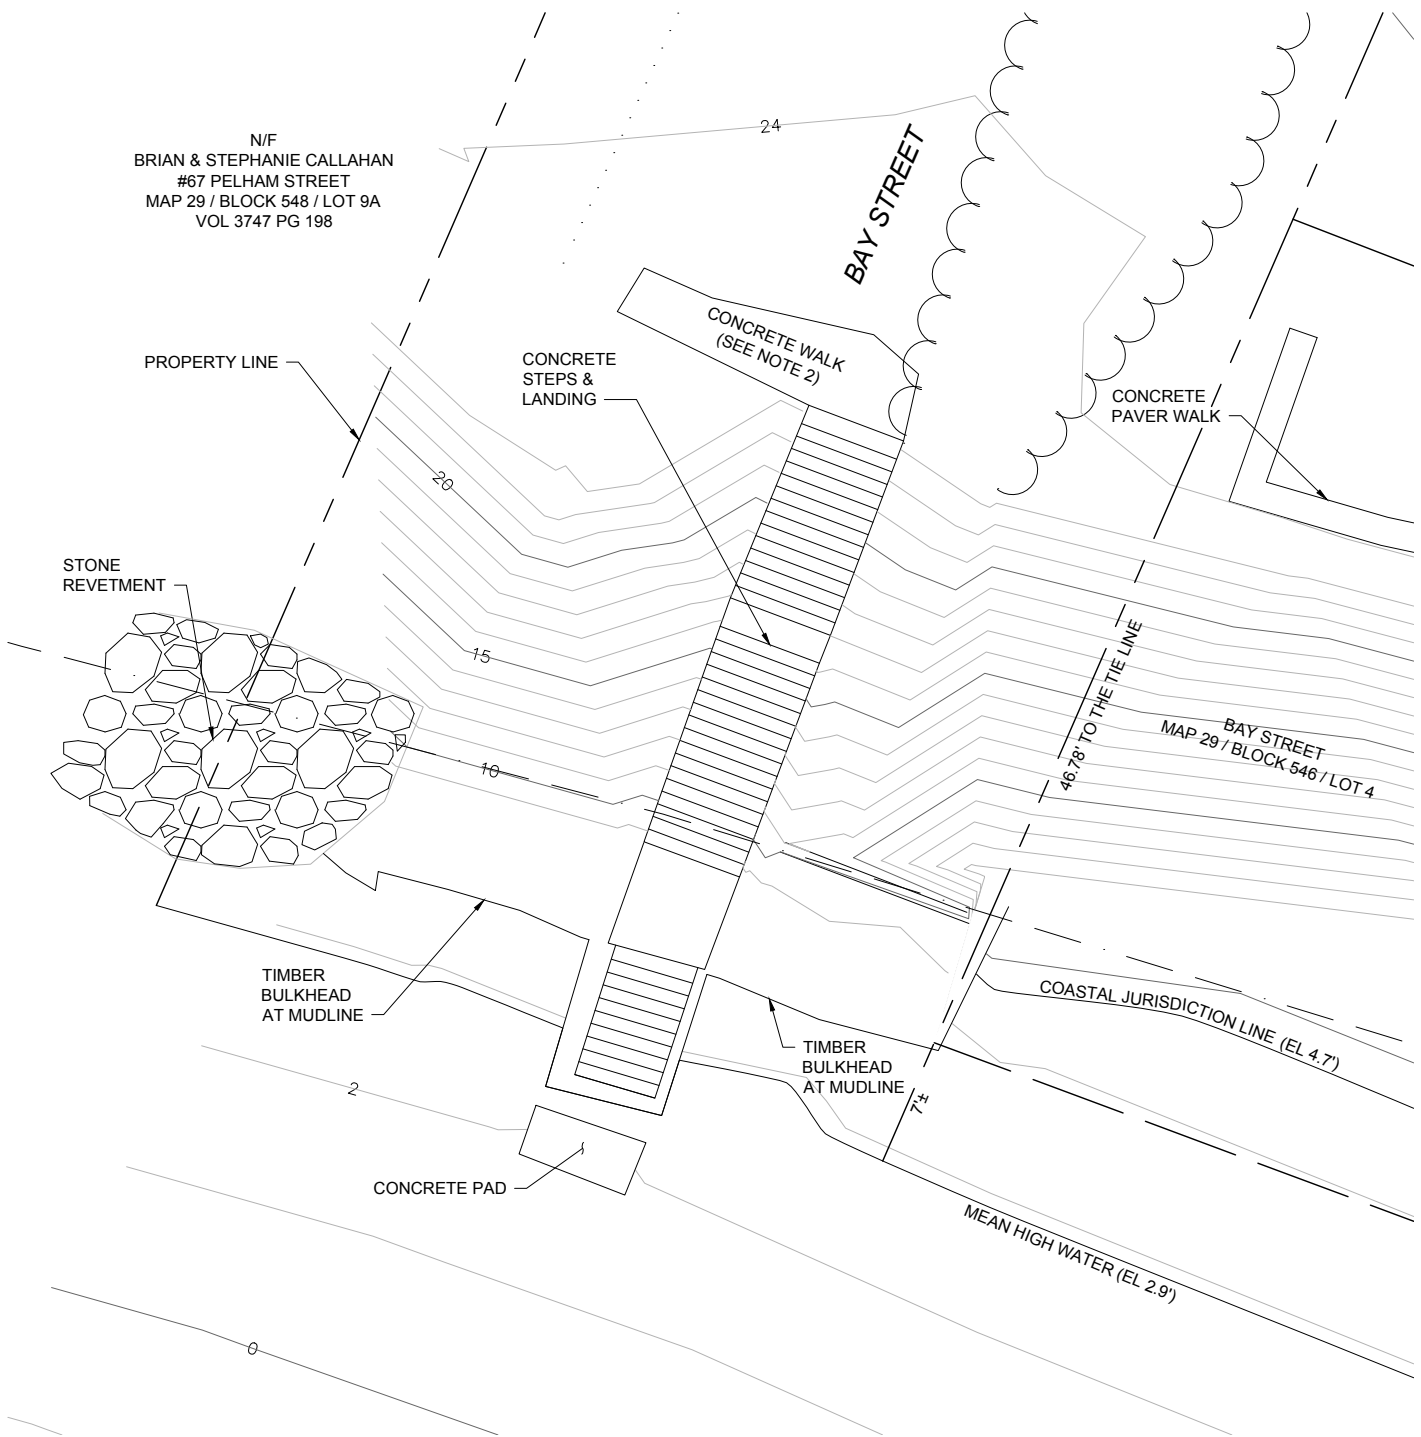 24
N/F
BRIAN & STEPHANIE CALLAHAN
#67 PELHAM STREET
MAP 29 / BLOCK 548 / LOT 9A
VOL 3747 PG 198
BAY STREET
PROPERTY LINE
CONCRETE
STEPS &
LANDING
CONCRETE WALK
(SEE NOTE 2)
CONCRETE
PAVER WALK
20
STONE
REVETMENT
15
46.78' TO THE TIE LINE
BAY STREET
MAP 29 / BLOCK 546 / LOT 4
10
TIMBER
BULKHEAD
AT MUDLINE
COASTAL JURISDICTION LINE (EL 4.7')
TIMBER
BULKHEAD
AT MUDLINE
2
7'±
CONCRETE PAD
MEAN HIGH WATER (EL 2.9')
0